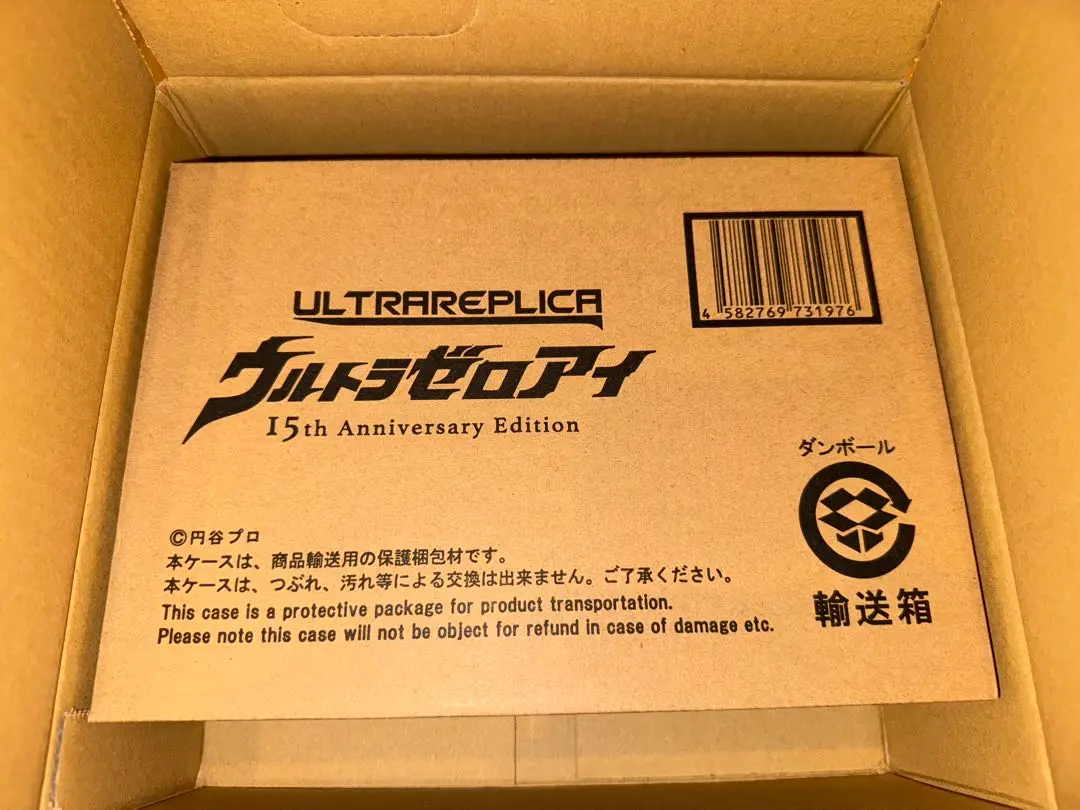 4 582769 731976
ULTRAREPLICA
ウルトラゼロアイ
15th Anniversary Edition
ダンボール
©円谷プロ
本ケースは、商品輸送用の保護梱包材です。
本ケースは、つぶれ、汚れ等による交換は出来ません。ご了承ください。
This case is a protective package for product transportation.
Please note this case will not be object for refund in case of damage etc.
輸送箱